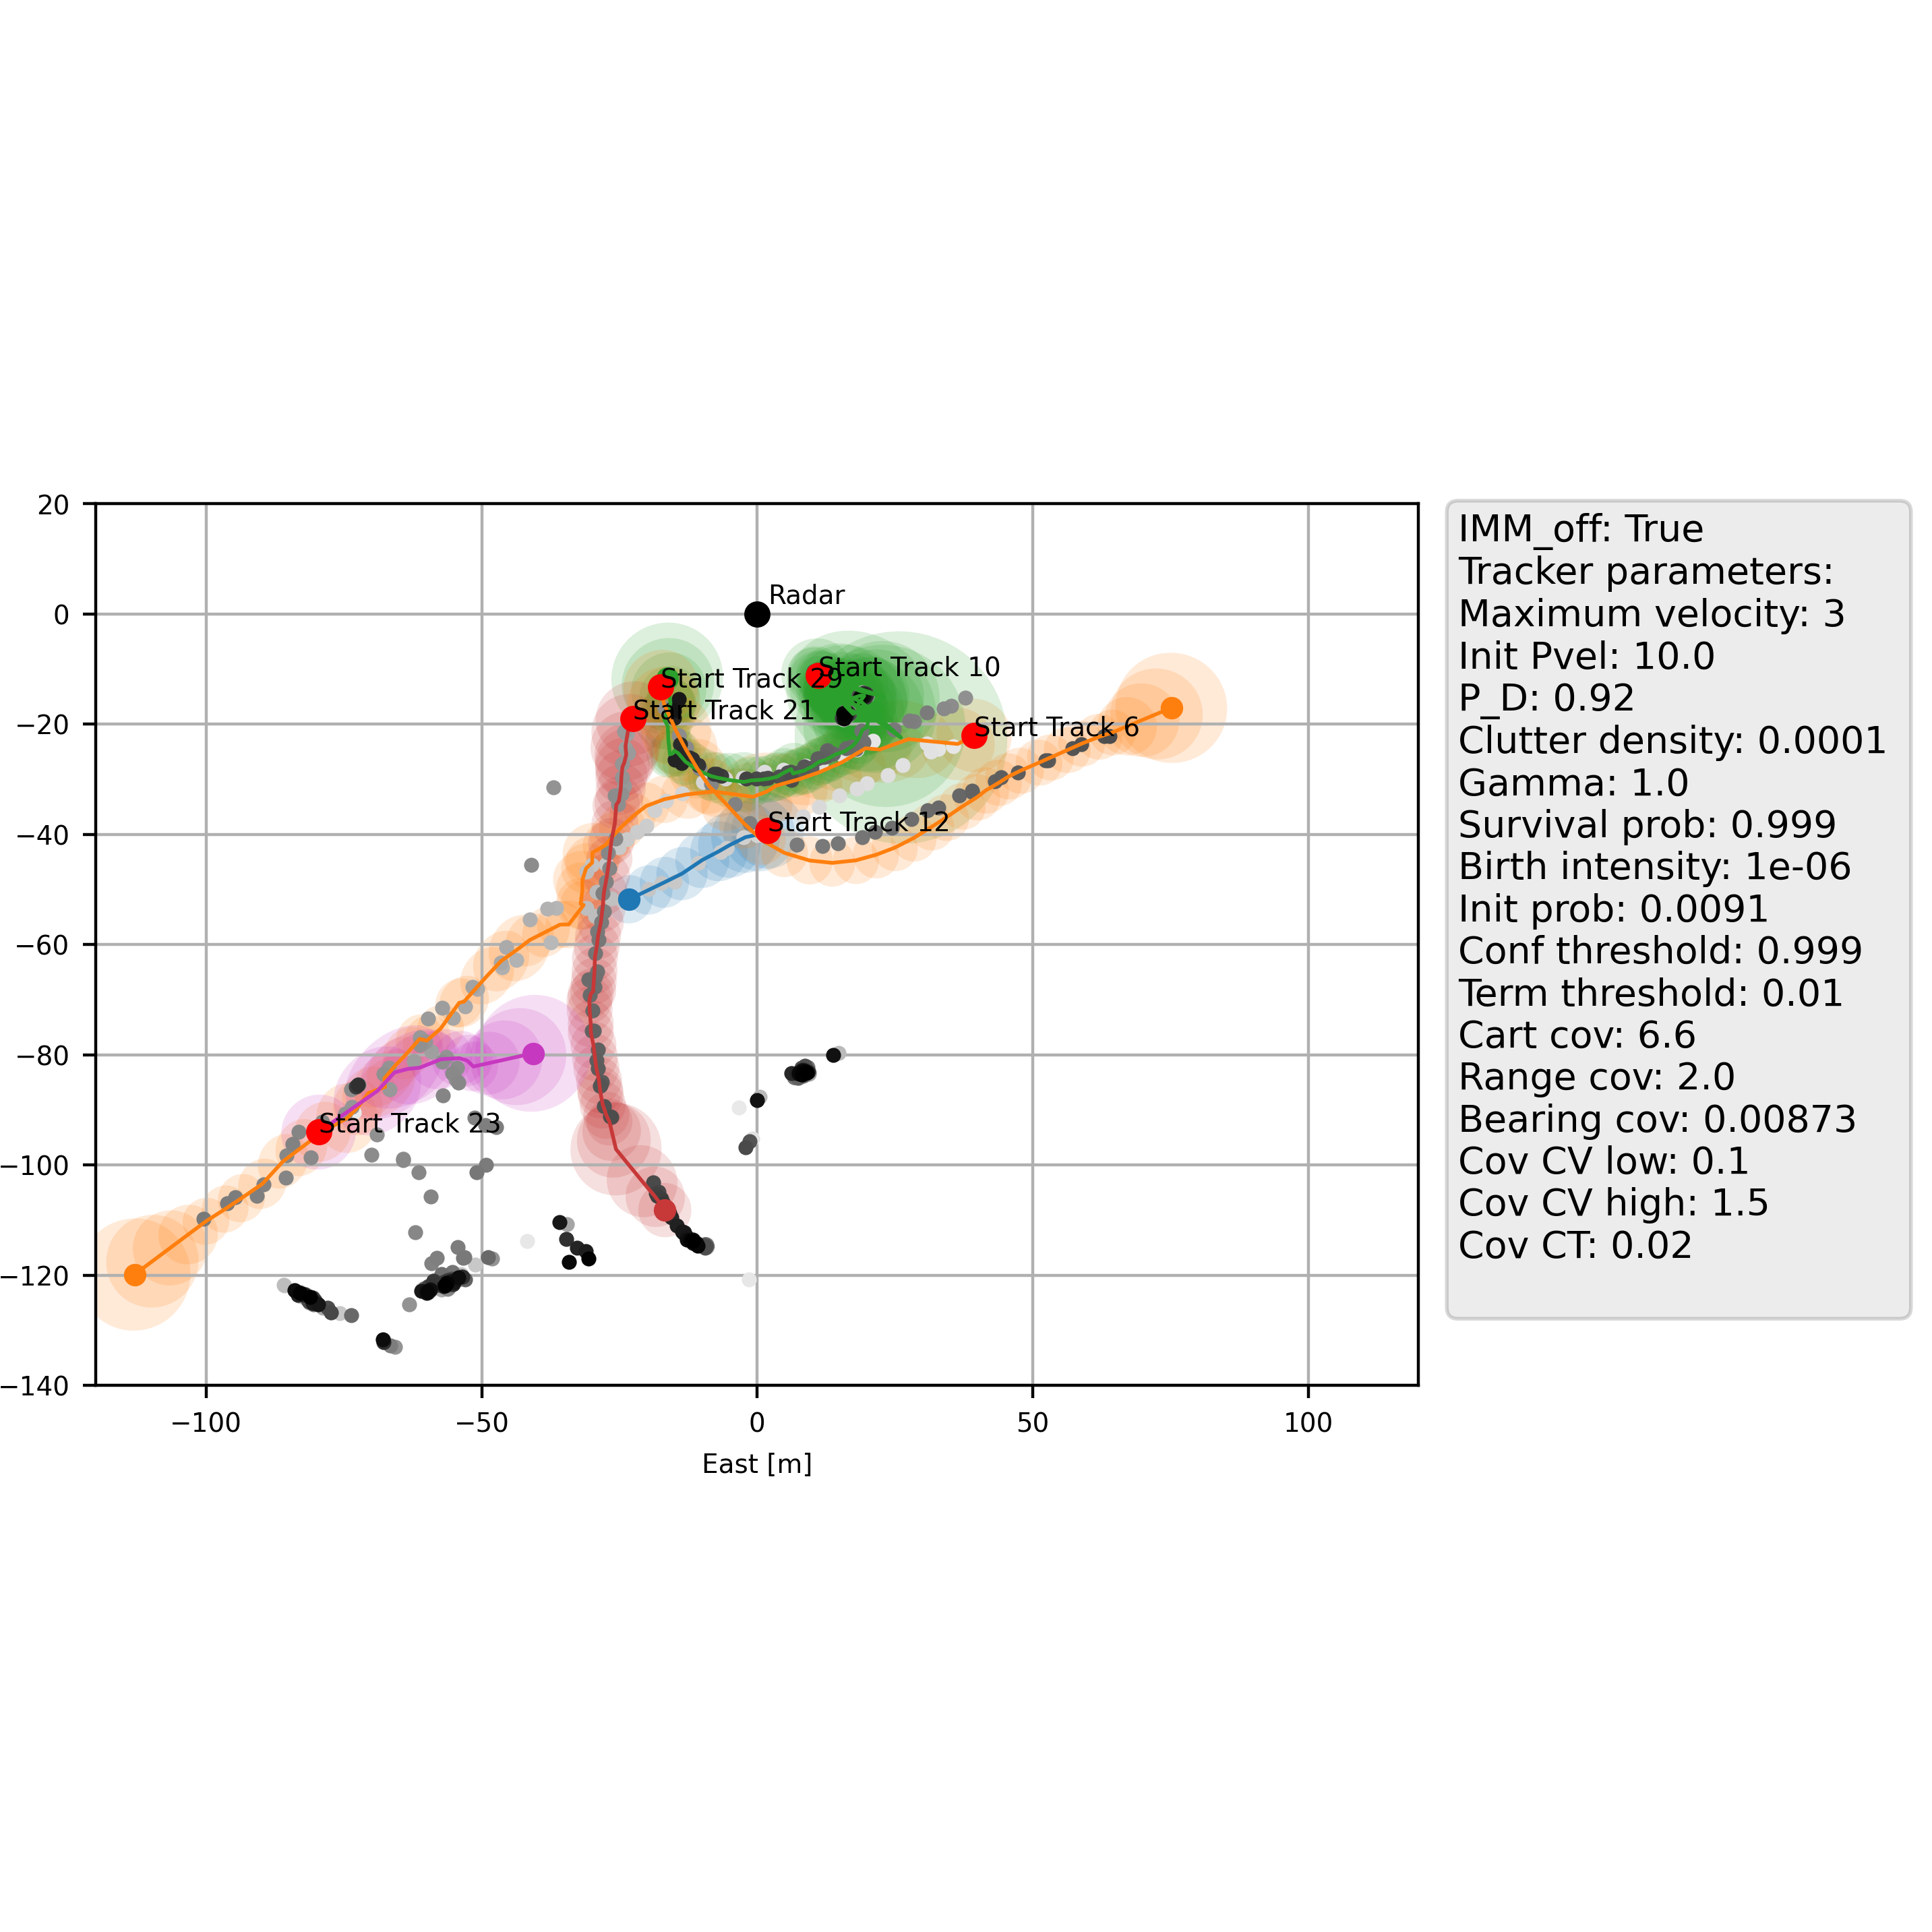 20
0
−20
−40
−60
−80
−100
−120
−140
−100
−50
0
50
100
East [m]
Radar
Start Track 10
Start Track 29
Start Track 21
Start Track 6
Start Track 12
Start Track 23
IMM_off: True
Tracker parameters:
Maximum velocity: 3
Init Pvel: 10.0
P_D: 0.92
Clutter density: 0.0001
Gamma: 1.0
Survival prob: 0.999
Birth intensity: 1e-06
Init prob: 0.0091
Conf threshold: 0.999
Term threshold: 0.01
Cart cov: 6.6
Range cov: 2.0
Bearing cov: 0.00873
Cov CV low: 0.1
Cov CV high: 1.5
Cov CT: 0.02